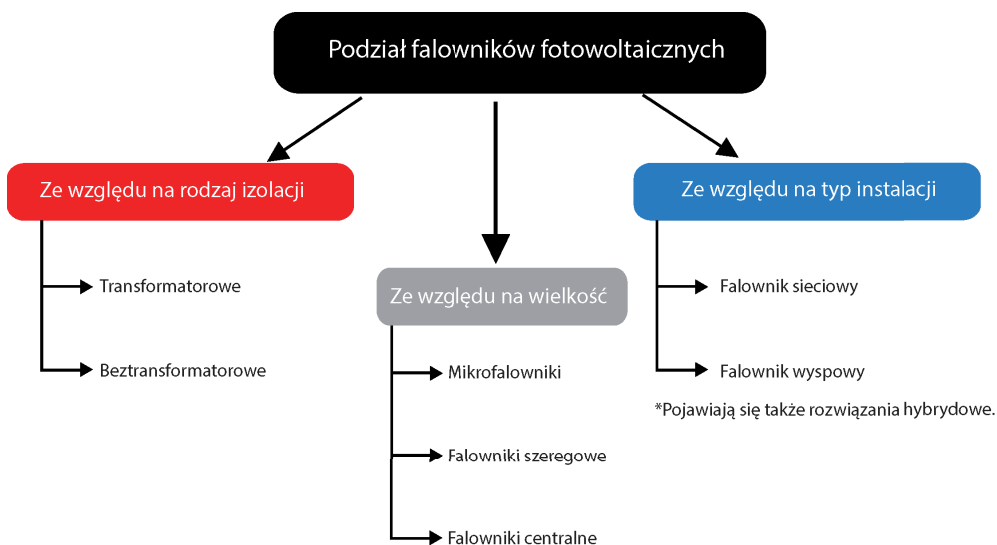 Podział falowników fotowoltaicznych
Ze względu na rodzaj izolacji
Transformatorowe
Beztransformatorowe
Ze względu na wielkość
Mikrofalowniki
Falowniki szeregowe
Falowniki centralne
Ze względu na typ instalacji
Falownik sieciowy
Falownik wyspowy
*Pojawiają się także rozwiązania hybrydowe.